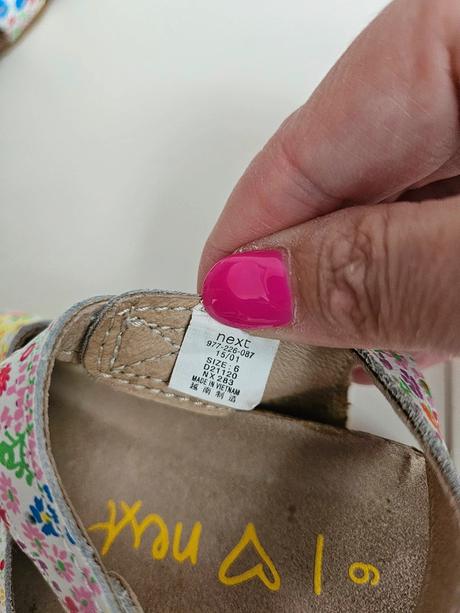 next
977-226-087
15/01
SIZE: 6
D21120
NX 283
MADE IN VIETNAM
越南制造
6 | ♡ next